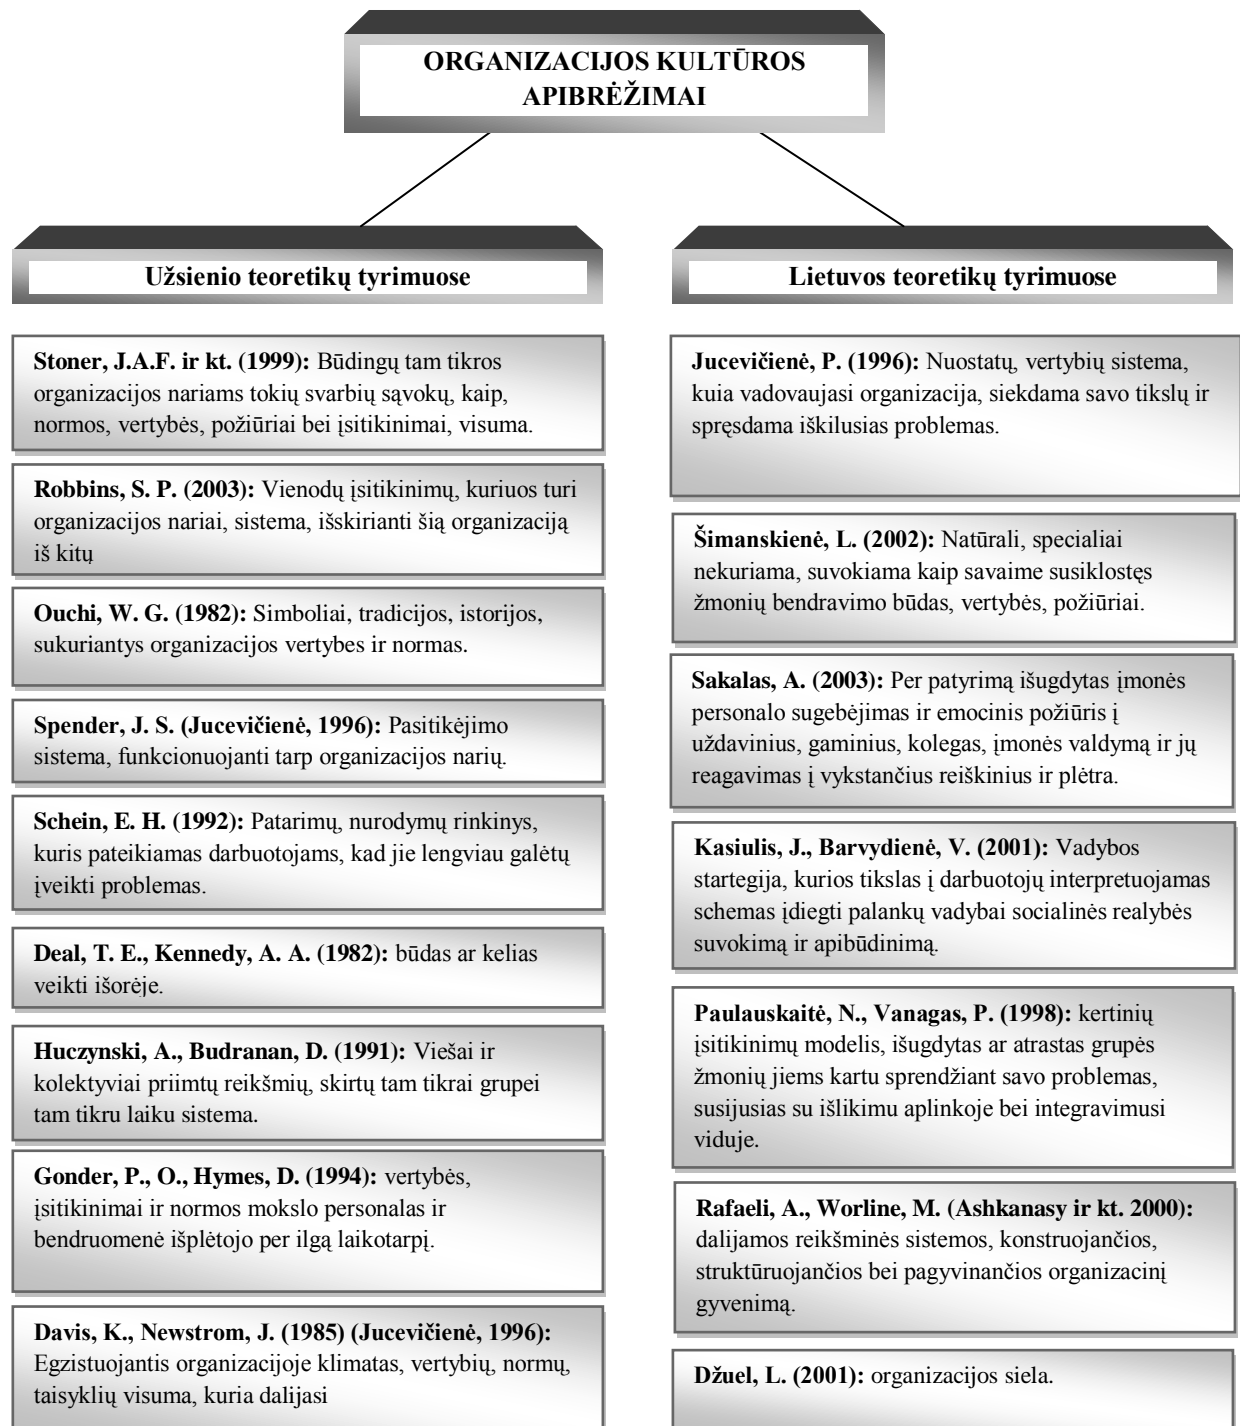 ORGANIZACIJOS KULTŪROS
APIBRĖŽIMAI
Užsienio teoretikų tyrimuose
Stoner, J.A.F. ir kt. (1999): Būdingų tam tikros
organizacijos nariams tokių svarbių sąvokų, kaip,
normos, vertybės, požiūriai bei įsitikinimai, visuma.
Robbins, S. P. (2003): Vienodų įsitikinimų, kuriuos turi
organizacijos nariai, sistema, išskirianti šią organizaciją
iš kitų
Ouchi, W. G. (1982): Simboliai, tradicijos, istorijos,
sukuriantys organizacijos vertybes ir normas.
Spender, J. S. (Jucevičienė, 1996): Pasitikėjimo
sistema, funkcionuojanti tarp organizacijos narių.
Schein, E. H. (1992): Patarimų, nurodymų rinkinys,
kuris pateikiamas darbuotojams, kad jie lengviau galėtų
įveikti problemas.
Deal, T. E., Kennedy, A. A. (1982): būdas ar kelias
veikti išorėje.
Huczynski, A., Budranan, D. (1991): Viešai ir
kolektyviai priimtų reikšmių, skirtų tam tikrai grupei
tam tikru laiku sistema.
Gonder, P., O., Hymes, D. (1994): vertybės,
įsitikinimai ir normos mokslo personalas ir
bendruomenė išplėtojo per ilgą laikotarpį.
Davis, K., Newstrom, J. (1985) (Jucevičienė, 1996):
Egzistuojantis organizacijoje klimatas, vertybių, normų,
taisyklių visuma, kuria dalijasi
Lietuvos teoretikų tyrimuose
Jucevičienė, P. (1996): Nuostatų, vertybių sistema,
kuia vadovaujasi organizacija, siekdama savo tikslų ir
spręsdama iškilusias problemas.
Šimanskienė, L. (2002): Natūrali, specialiai
nekuriama, suvokiama kaip savaime susiklostęs
žmonių bendravimo būdas, vertybės, požiūriai.
Sakalas, A. (2003): Per patyrimą išugdytas įmonės
personalo sugebėjimas ir emocinis požiūris į
uždavinius, gaminius, kolegas, įmonės valdymą ir jų
reagavimas į vykstančius reiškinius ir plėtra.
Kasiulis, J., Barvydienė, V. (2001): Vadybos
startegija, kurios tikslas į darbuotojų interpretuojamas
schemas įdiegti palankų vadybai socialinės realybės
suvokimą ir apibūdinimą.
Paulauskaitė, N., Vanagas, P. (1998): kertinių
įsitikinimų modelis, išugdytas ar atrastas grupės
žmonių jiems kartu sprendžiant savo problemas,
susijusias su išlikimu aplinkoje bei integravimusi
viduje.
Rafaeli, A., Worline, M. (Ashkanasy ir kt. 2000):
dalijamos reikšminės sistemos, konstruojančios,
struktūruojančios bei pagyvinančios organizacinį
gyvenimą.
Džuel, L. (2001): organizacijos siela.